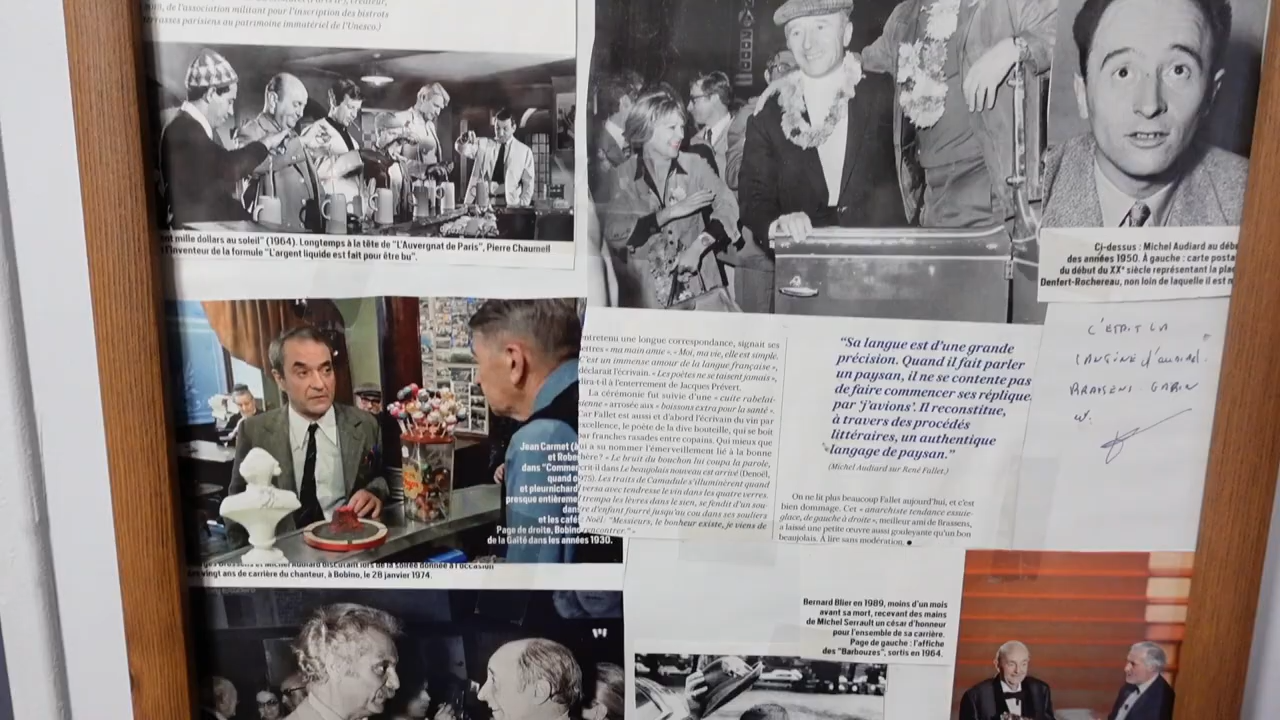 de l'association militant pour l'inscription des bistrots
terrasses parisiens au patrimoine immatériel de l'Unesco.)
mille dollars au soleil" (1964). Longtemps à la tête de "L'Auvergnat de Paris", Pierre Chaumeil
l'inventeur de la formule "L'argent liquide est fait pour être bu".
Ci-dessus : Michel Audiard au
des années 1950. À gauche : carte
du début du XXe siècle représentant la
Denfert-Rochereau, non loin de laquelle il est
C'ÉTAIT LA
BRASSENS GABIN
entretenu une longue correspondance, signait ses
lettres « ma main amie ». « Moi, ma vie, elle est simple.
C'est un immense amour de la langue française »,
déclarait l'écrivain. « Les poètes ne se taisent jamais »,
dira-t-il à l'enterrement de Jacques Prévert.
La cérémonie fut suivie d'une « cuite rabelai-
sienne » arrosée aux « boissons extra pour la santé ».
Car Fallet est aussi et d'abord l'écrivain du vin par
excellence, le poète de la dive bouteille, qui se boit
par franches rasades entre copains. Qui mieux que
lui a su nommer l'émerveillement lié à la bonne
chère ? « Le bruit du bouchon lui coupa la parole,
écrit-il dans Le beaujolais nouveau est arrivé (Denoël,
1975). Les traits de Camadule s'illuminèrent quand
versa avec tendresse le vin dans les quatre verres.
trempa les lèvres dans le sien, se fendit d'un sou-
rire d'enfant fourré jusqu'au cou dans ses souliers
Noël: "Messieurs, le bonheur existe, je viens de
rencontrer." »
"Sa langue est d'une grande
précision. Quand il fait parler
un paysan, il ne se contente pas
de faire commencer ses réplique
par 'j'avions'. Il reconstitue,
à travers des procédés
littéraires, un authentique
langage de paysan."
(Michel Audiard sur René Fallet.)
On ne lit plus beaucoup Fallet aujourd'hui, et c'est
bien dommage. Cet « anarchiste tendance essuie-
glace, de gauche à droite », meilleur ami de Brassens,
a laissé une petite œuvre aussi gouleyante qu'un bon
beaujolais. À lire sans modération. ●
Jean Carmet (à
et Robe
dans "Comme
quand o
et pleurnichard
presque entièreme
dans
et les café
Page de droite, Bobino
de la Gaîté dans les années 1930.
Brassens et Michel Audiard discutant lors de la soirée donnée à l'occasion
vingt ans de carrière du chanteur, à Bobino, le 28 janvier 1974.
Bernard Blier en 1989, moins d'un mois
avant sa mort, recevant des mains
de Michel Serrault un césar d'honneur
pour l'ensemble de sa carrière.
Page de gauche : l'affiche
des "Barbouzes", sortis en 1964.